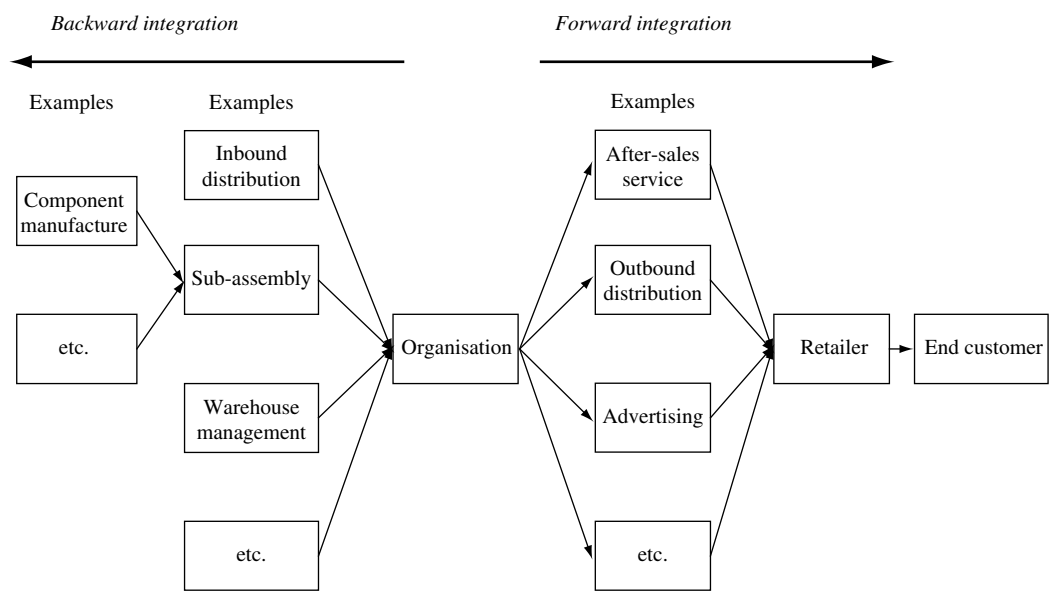 Backward integration
Forward integration
Examples
Examples
Examples
Inbound
distribution
After-sales
service
Component
manufacture
Sub-assembly
Outbound
distribution
etc.
Organisation
Retailer
End customer
Warehouse
management
Advertising
etc.
etc.